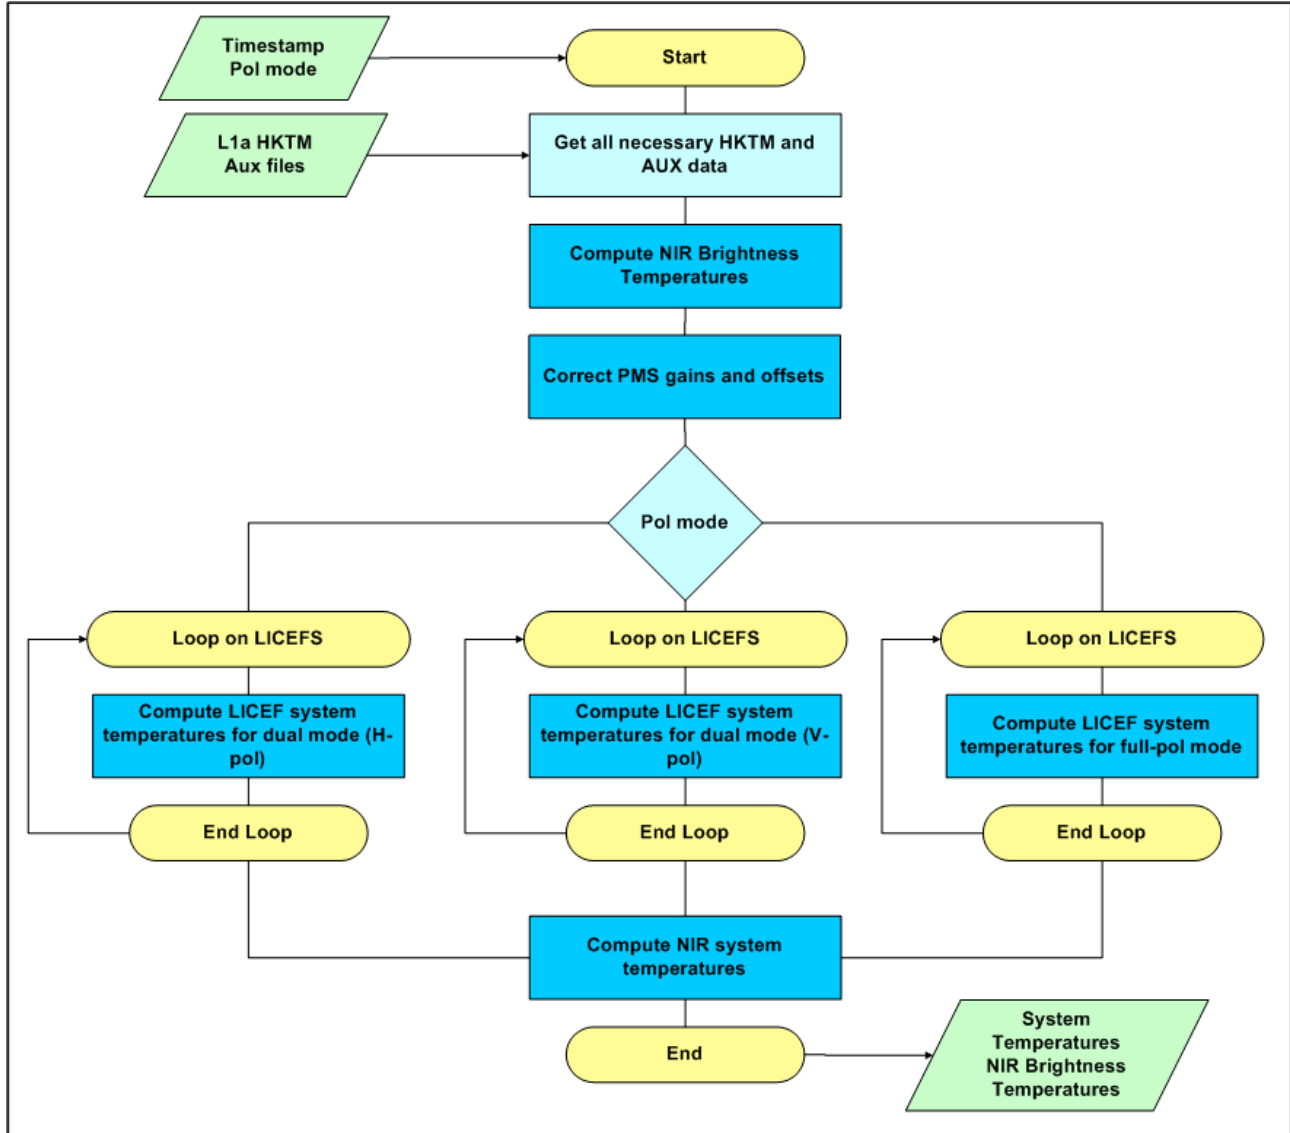 Timestamp
Pol mode
Start
L1a HKTM
Aux files
Get all necessary HKTM and
AUX data
Compute NIR Brightness
Temperatures
Correct PMS gains and offsets
Pol mode
Loop on LICEFS
Loop on LICEFS
Loop on LICEFS
Compute LICEF system
temperatures for dual mode (H-
pol)
Compute LICEF system
temperatures for dual mode (V-
pol)
Compute LICEF system
temperatures for full-pol mode
End Loop
End Loop
End Loop
Compute NIR system
temperatures
End
System
Temperatures
NIR Brightness
Temperatures